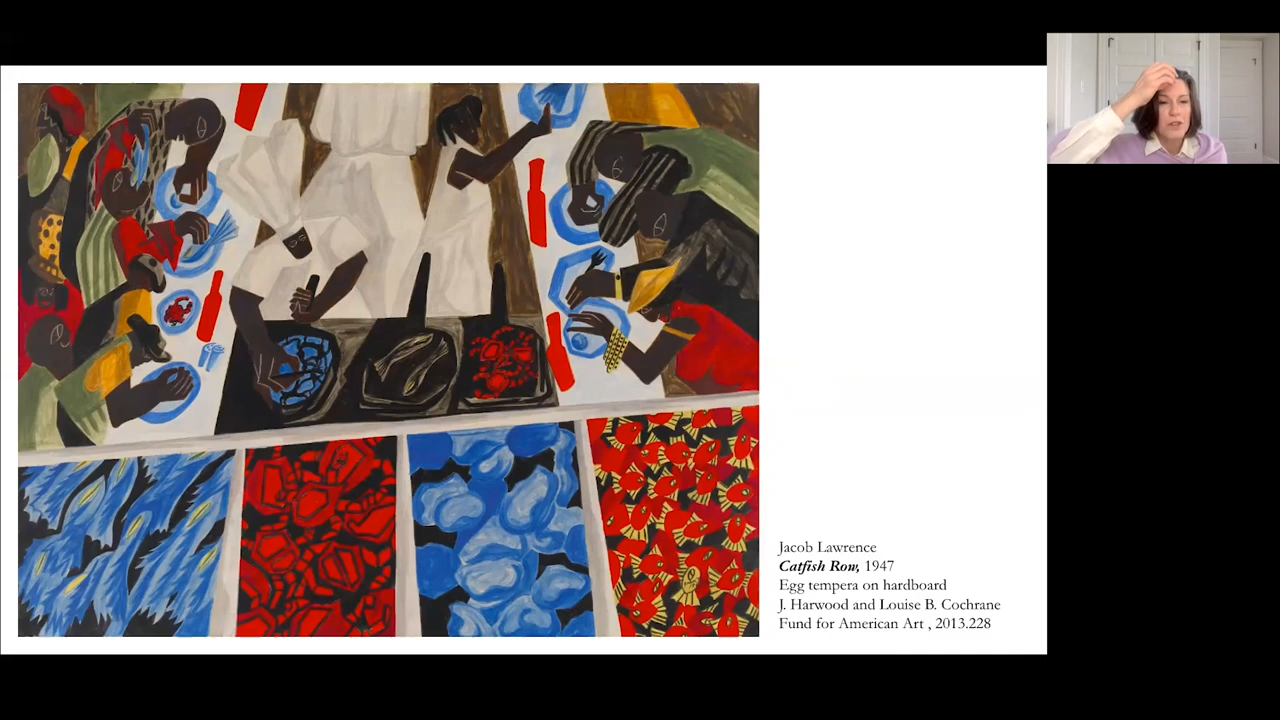 Jacob Lawrence
Catfish Row, 1947
Egg tempera on hardboard
J. Harwood and Louise B. Cochrane
Fund for American Art , 2013.228